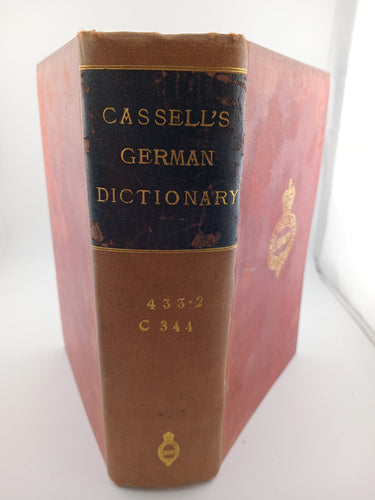 CASSELL'S
GERMAN
DICTIONARY
433·2
C 344